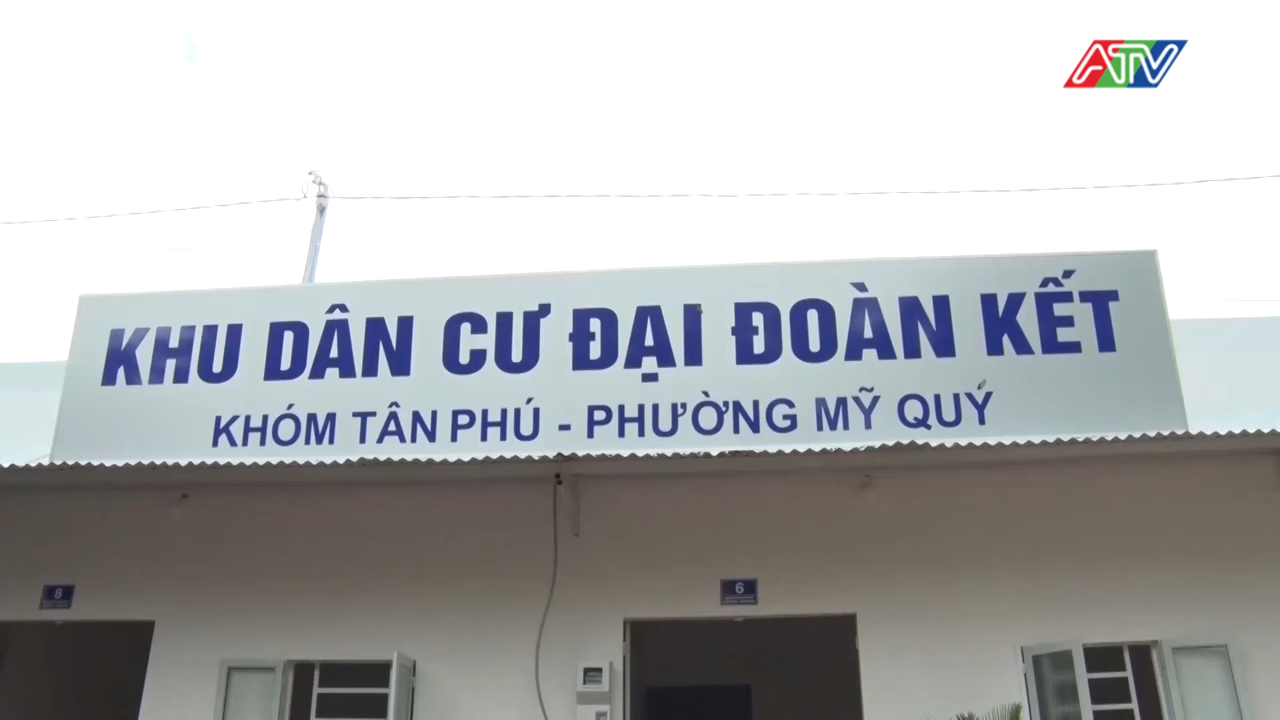 ATV
KHU DÂN CƯ ĐẠI ĐOÀN KẾT
KHÓM TÂN PHÚ - PHƯỜNG MỸ QUÝ
8
6